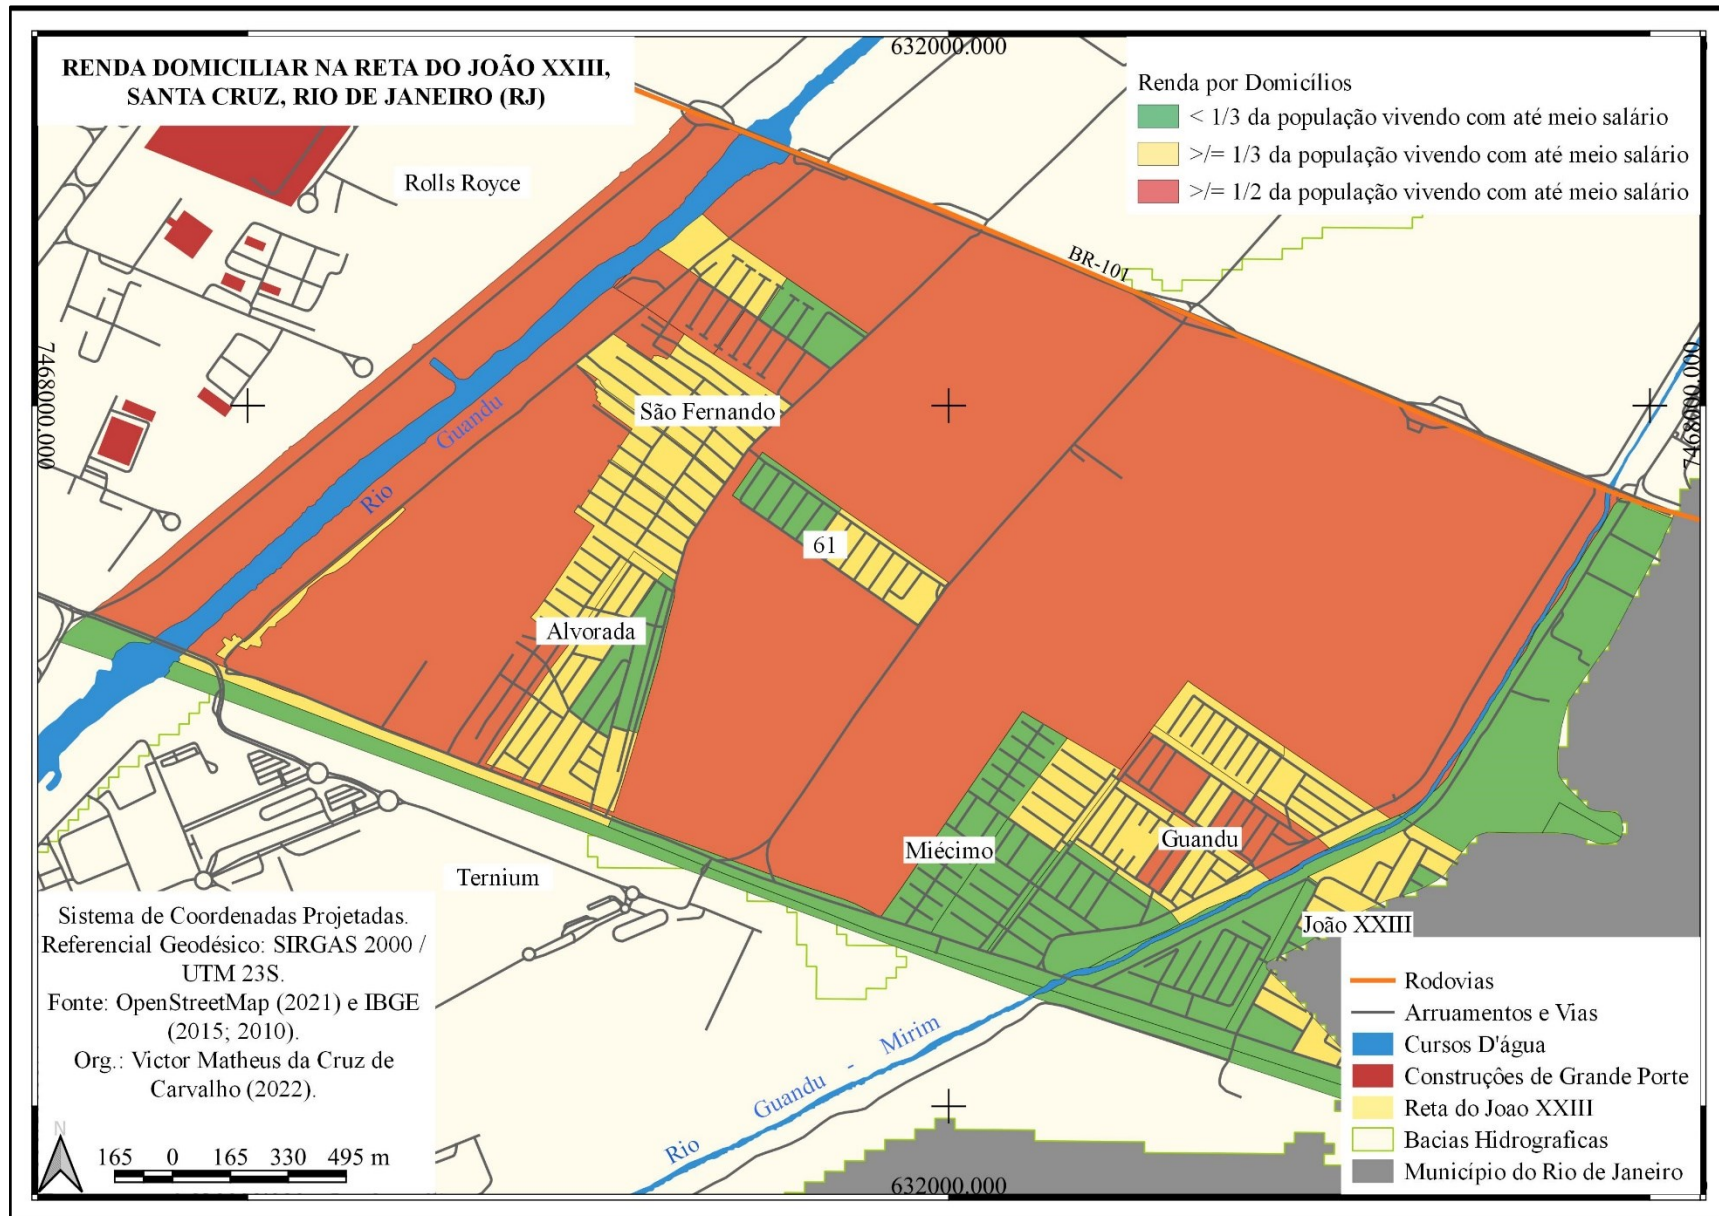 RENDA DOMICILIAR NA RETA DO JOÃO XXIII,
SANTA CRUZ, RIO DE JANEIRO (RJ)
632000.000
Renda por Domicílios
< 1/3 da população vivendo com até meio salário
>/= 1/3 da população vivendo com até meio salário
>/= 1/2 da população vivendo com até meio salário
Rolls Royce
BR-101
7468000.000
7468000.000
São Fernando
Rio Guandu
61
Alvorada
Miécimo
Guandu
Ternium
João XXIII
Rio Guandu - Mirim
Sistema de Coordenadas Projetadas.
Referencial Geodésico: SIRGAS 2000 /
UTM 23S.
Fonte: OpenStreetMap (2021) e IBGE
(2015; 2010).
Org.: Victor Matheus da Cruz de
Carvalho (2022).
N
165 0 165 330 495 m
Rodovias
Arruamentos e Vias
Cursos D'água
Construções de Grande Porte
Reta do Joao XXIII
Bacias Hidrograficas
Município do Rio de Janeiro
632000.000